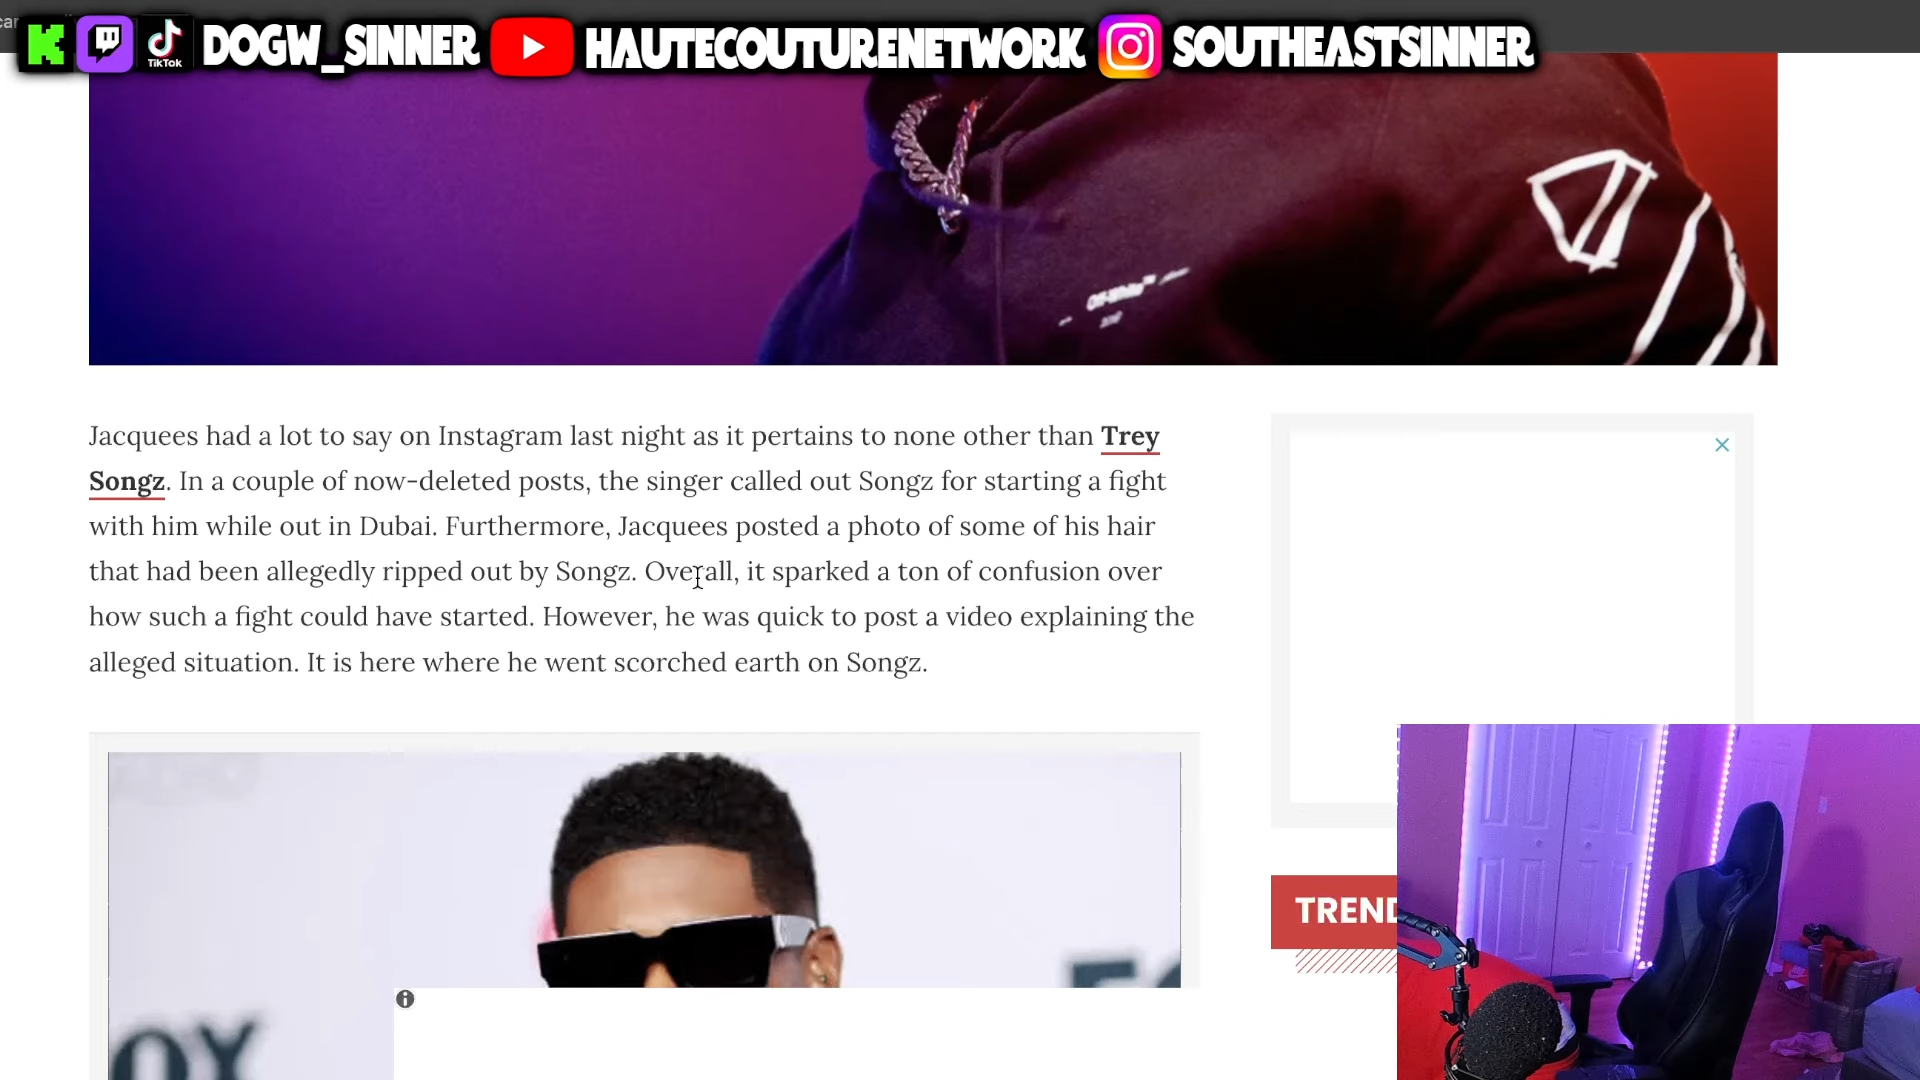 TikTok DOGW_SINNER HAUTECOUTURENETWORK SOUTHEASTSINNER
Jacquees had a lot to say on Instagram last night as it pertains to none other than Trey
Songz. In a couple of now-deleted posts, the singer called out Songz for starting a fight
with him while out in Dubai. Furthermore, Jacquees posted a photo of some of his hair
that had been allegedly ripped out by Songz. Overall, it sparked a ton of confusion over
how such a fight could have started. However, he was quick to post a video explaining the
alleged situation. It is here where he went scorched earth on Songz.
TREND
OX